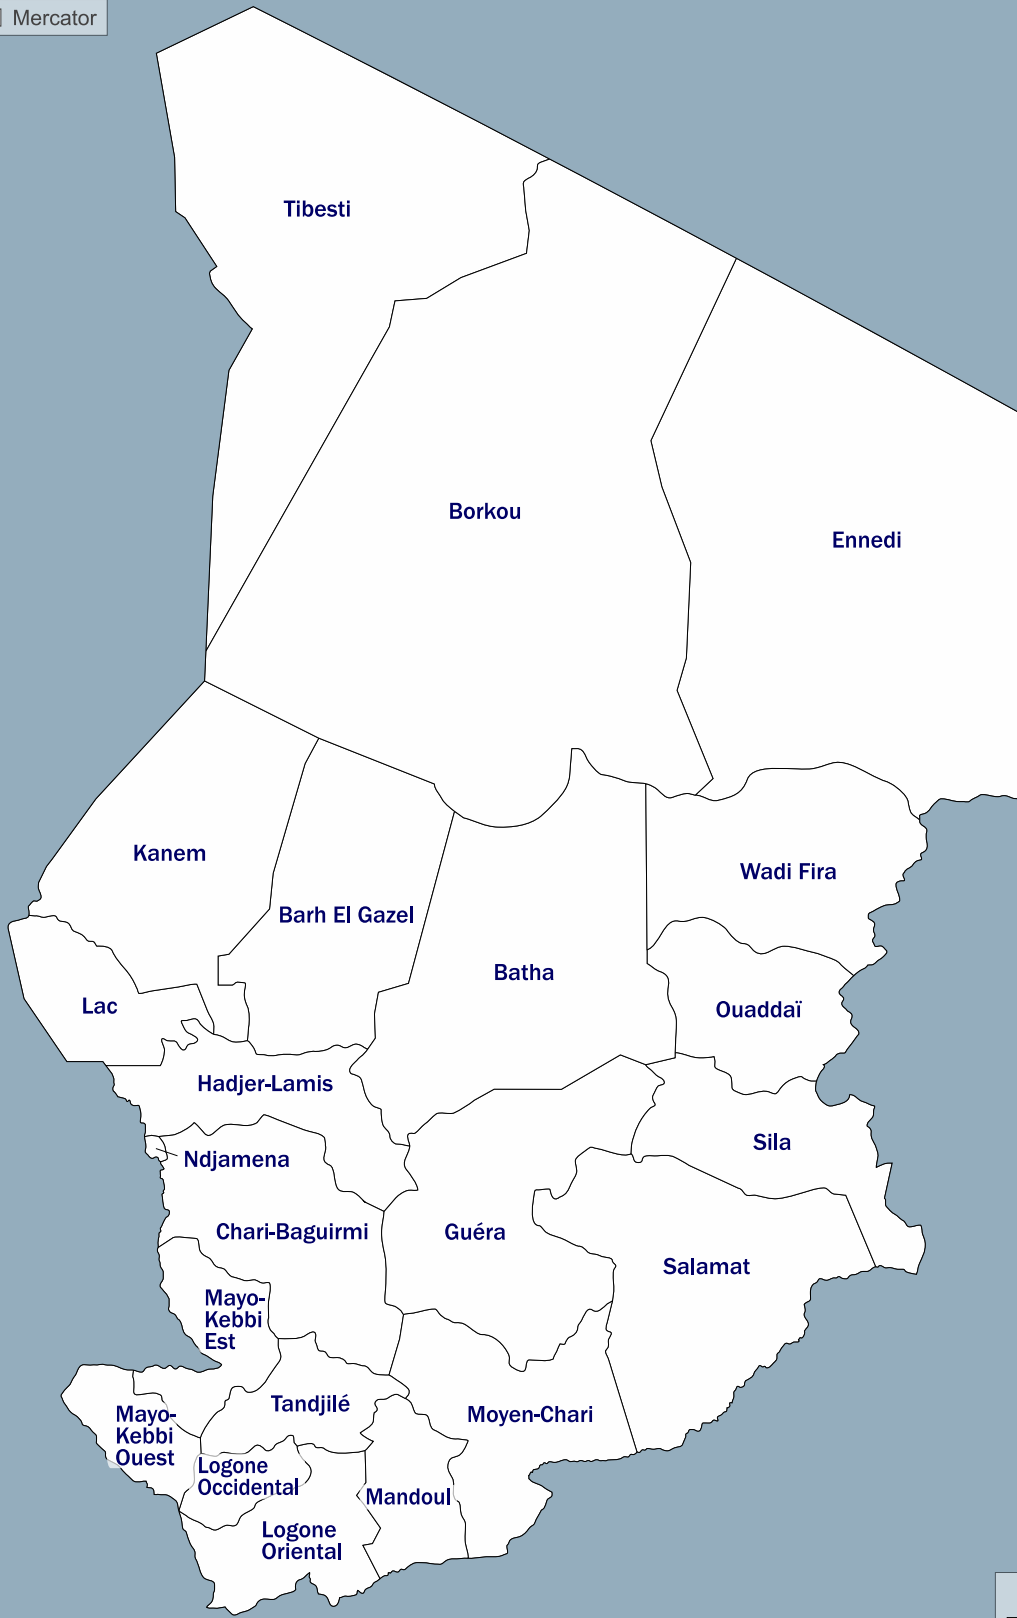 Mercator
Tibesti
Borkou
Ennedi
Kanem
Wadi Fira
Barh El Gazel
Batha
Lac
Ouaddaï
Hadjer-Lamis
Sila
Ndjamena
Chari-Baguirmi
Guéra
Salamat
Mayo-
Kebbi
Est
Tandjilé
Mayo-
Kebbi
Ouest
Moyen-Chari
Logone
Occidental
Mandoul
Logone
Oriental